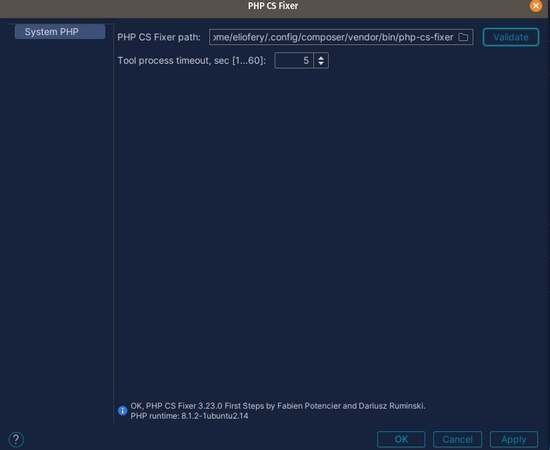 PHP CS Fixer
System PHP
PHP CS Fixer path: ome/eliofery/.config/composer/vendor/bin/php-cs-fixer Validate
Tool process timeout, sec [1...60]: 5
OK, PHP CS Fixer 3.23.0 First Steps by Fabien Potencier and Dariusz Ruminski.
PHP runtime: 8.1.2-1ubuntu2.14
? OK Cancel Apply